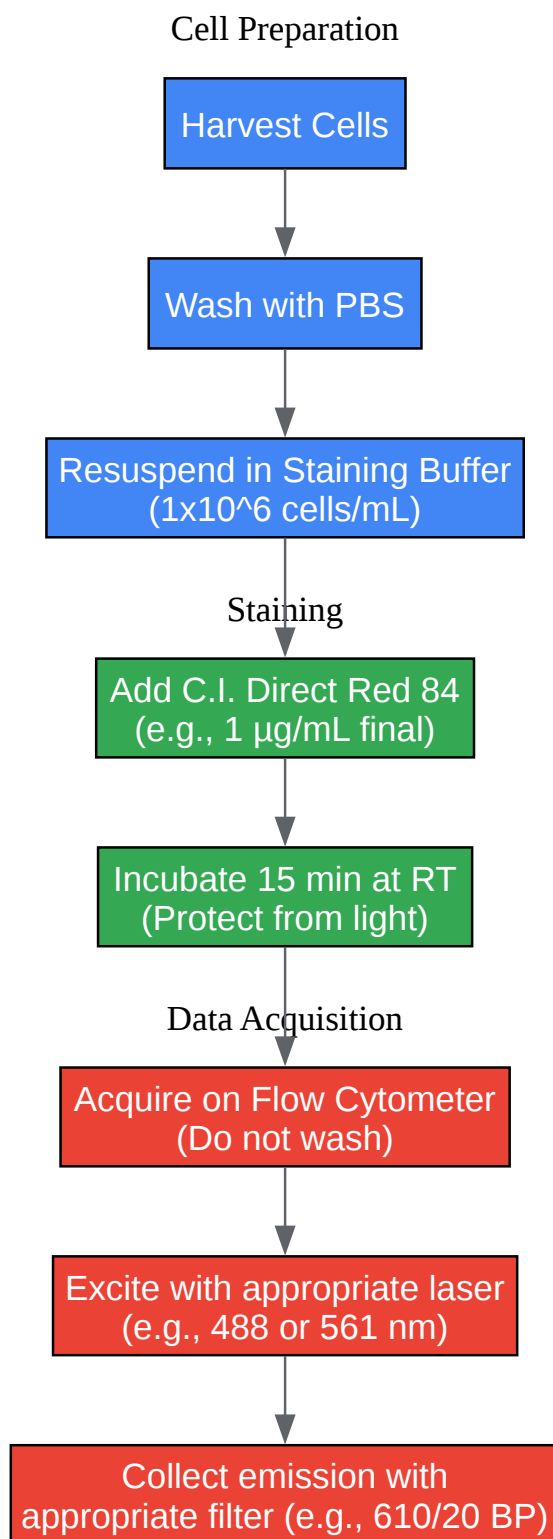 Cell Preparation
Harvest Cells
Wash with PBS
Resuspend in Staining Buffer
(1x10^6 cells/mL)
Staining
Add C.I. Direct Red 84
(e.g., 1 µg/mL final)
Incubate 15 min at RT
(Protect from light)
Data Acquisition
Acquire on Flow Cytometer
(Do not wash)
Excite with appropriate laser
(e.g., 488 or 561 nm)
Collect emission with
appropriate filter (e.g., 610/20 BP)